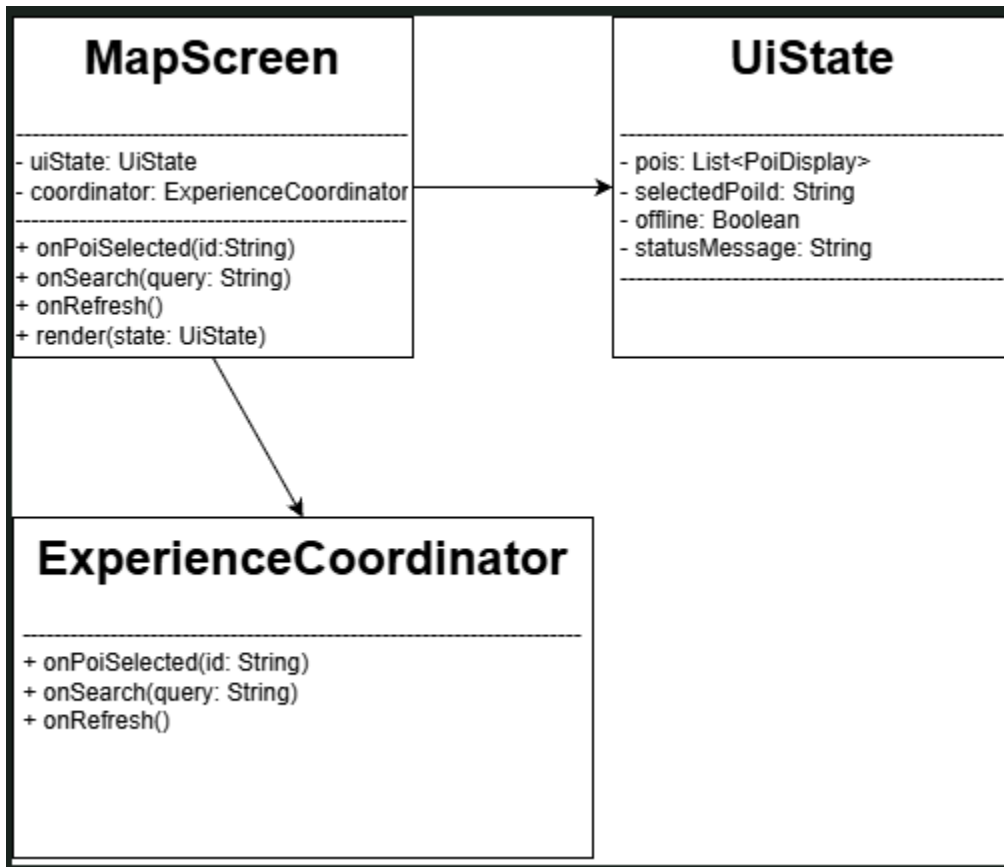 MapScreen
- uiState: UiState
- coordinator: ExperienceCoordinator
+ onPoiSelected(id:String)
+ onSearch(query: String)
+ onRefresh()
+ render(state: UiState)
UiState
- pois: List<PoiDisplay>
- selectedPoiId: String
- offline: Boolean
- statusMessage: String
ExperienceCoordinator
+ onPoiSelected(id: String)
+ onSearch(query: String)
+ onRefresh()